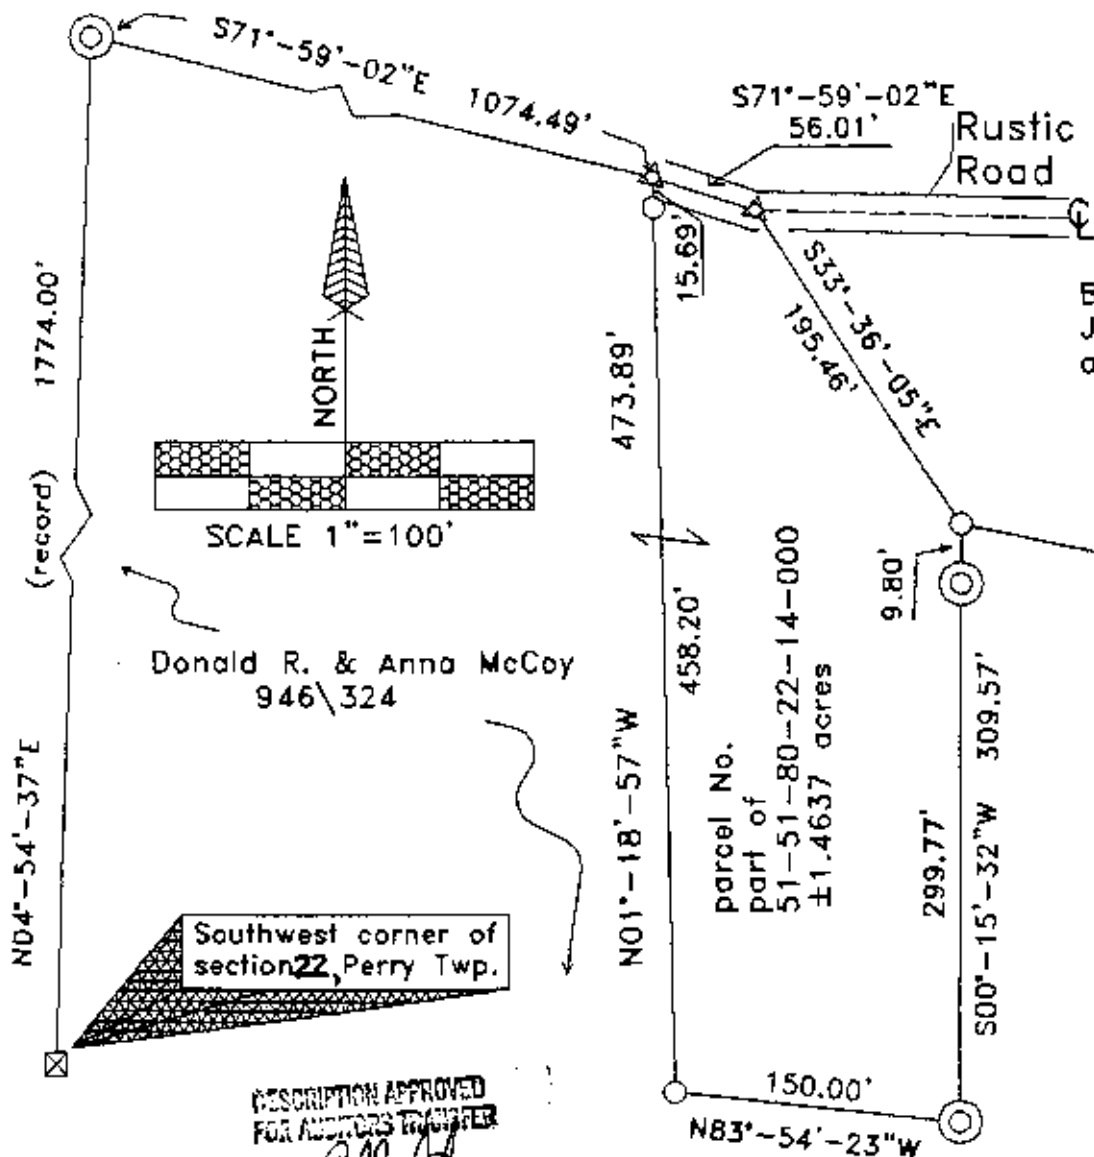 S71°-59'-02"E
1074.49'
S71°-59'-02"E
56.01'
Rustic
Road
15.69'
S33°-36'-05"E
195.46'
1774.00'
(record)
N04°-54'-37"E
NORTH
SCALE 1"=100'
473.89'
458.20'
N01°-18'-57"W
Donald R. & Anna McCoy
946\324
parcel No.
part of
51-51-80-22-14-000
±1.4637 acres
9.80'
309.57'
299.77'
S00°-15'-32"W
Southwest corner of
section 22, Perry Twp.
150.00'
N83°-54'-23"W
DESCRIPTION APPROVED
FOR AUDITORS TRANSFER